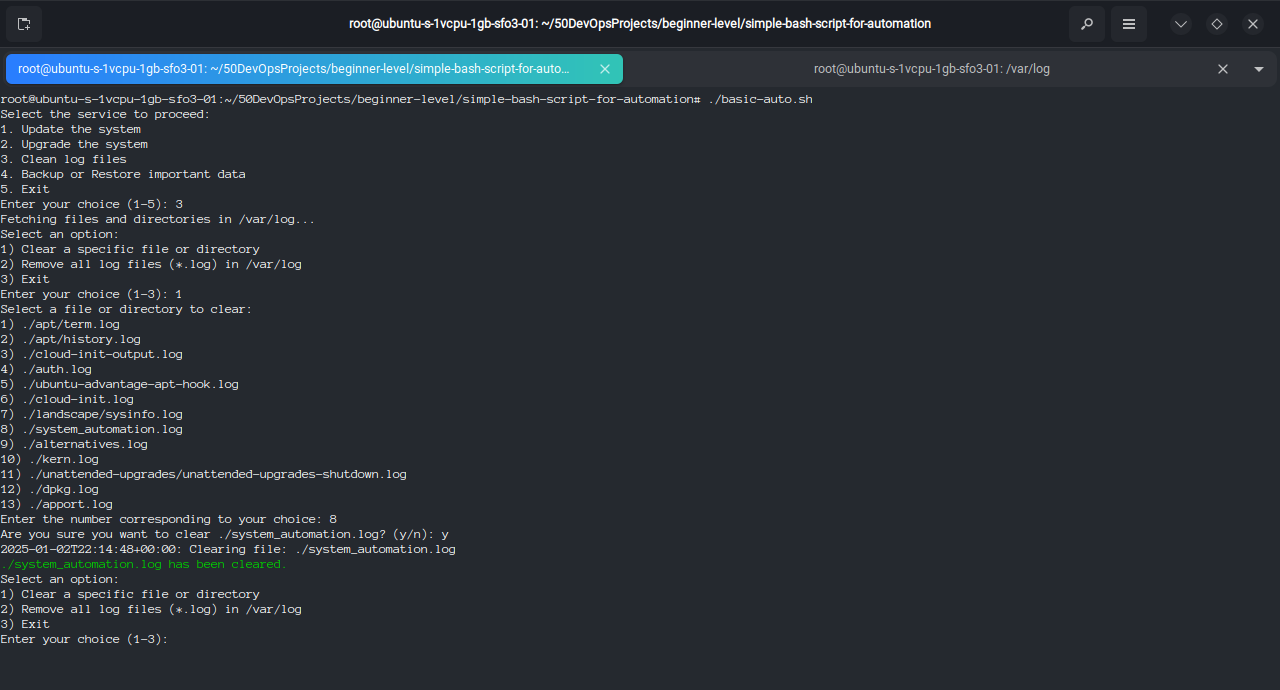 root@ubuntu-s-1vcpu-1gb-sfo3-01: ~/50DevOpsProjects/beginner-level/simple-bash-script-for-automation
root@ubuntu-s-1vcpu-1gb-sfo3-01: ~/50DevOpsProjects/beginner-level/simple-bash-script-for-auto…
root@ubuntu-s-1vcpu-1gb-sfo3-01: /var/log
root@ubuntu-s-1vcpu-1gb-sfo3-01:~/50DevOpsProjects/beginner-level/simple-bash-script-for-automation# ./basic-auto.sh
Select the service to proceed:
1. Update the system
2. Upgrade the system
3. Clean log files
4. Backup or Restore important data
5. Exit
Enter your choice (1-5): 3
Fetching files and directories in /var/log...
Select an option:
1) Clear a specific file or directory
2) Remove all log files (*.log) in /var/log
3) Exit
Enter your choice (1-3): 1
Select a file or directory to clear:
1) ./apt/term.log
2) ./apt/history.log
3) ./cloud-init-output.log
4) ./auth.log
5) ./ubuntu-advantage-apt-hook.log
6) ./cloud-init.log
7) ./landscape/sysinfo.log
8) ./system_automation.log
9) ./alternatives.log
10) ./kern.log
11) ./unattended-upgrades/unattended-upgrades-shutdown.log
12) ./dpkg.log
13) ./apport.log
Enter the number corresponding to your choice: 8
Are you sure you want to clear ./system_automation.log? (y/n): y
2025-01-02T22:14:48+00:00: Clearing file: ./system_automation.log
./system_automation.log has been cleared.
Select an option:
1) Clear a specific file or directory
2) Remove all log files (*.log) in /var/log
3) Exit
Enter your choice (1-3):